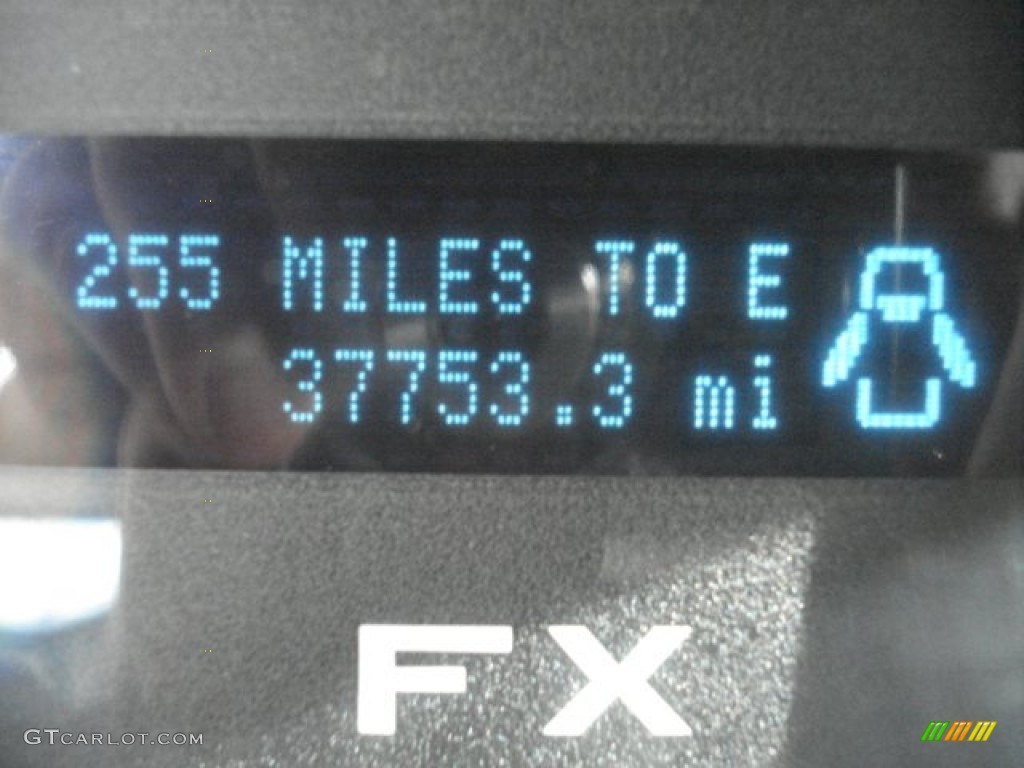 255 MILES TO E
37753.3 mi
FX
GTCARLOT.COM